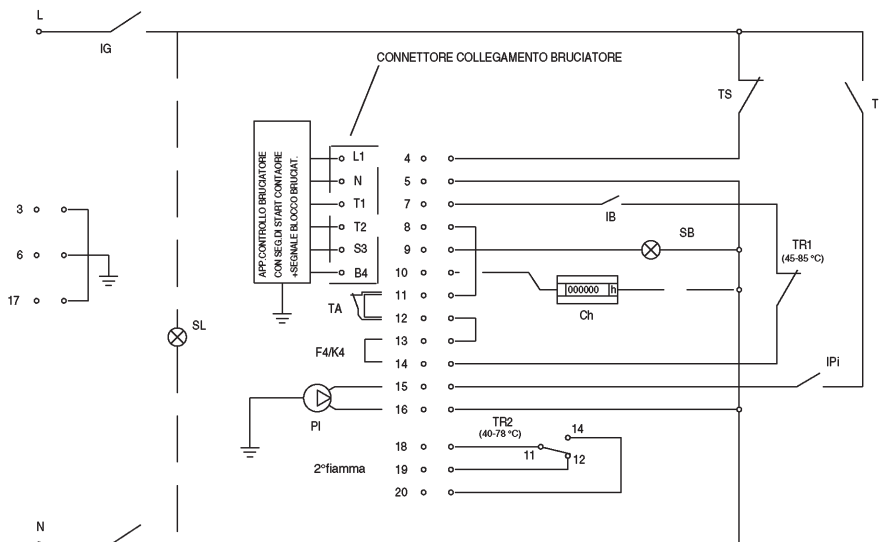 L
IG
CONNETTORE COLLEGAMENTO BRUCIATORE
TS
T
APP.CONTROLLO BRUCIATORE
CON SEG.DI START CONTAORE
+SEGNALE BLOCCO BRUCIAT.
L1 4
N 5
T1 7
T2 8
S3 9
B4 10
11
12
13
14
15
16
18
19
20
IB
SB
TR1
(45-85 °C)
000000 h
Ch
3
6
17
TA
SL
F4/K4
IPi
PI
TR2
(40-78 °C)
14
11
12
2°fiamma
N